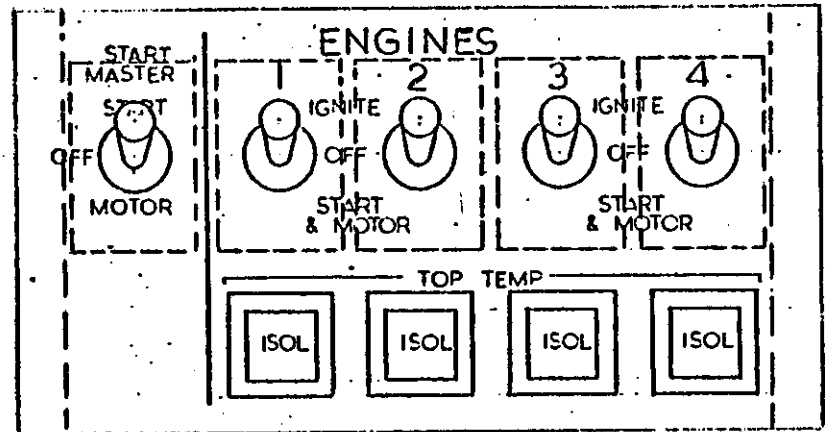 ENGINES
START
MASTER
START
OFF
MOTOR
1 2 3 4
IGNITE IGNITE
OFF OFF
START START
& MOTOR & MOTOR
TOP TEMP
ISOL ISOL ISOL ISOL